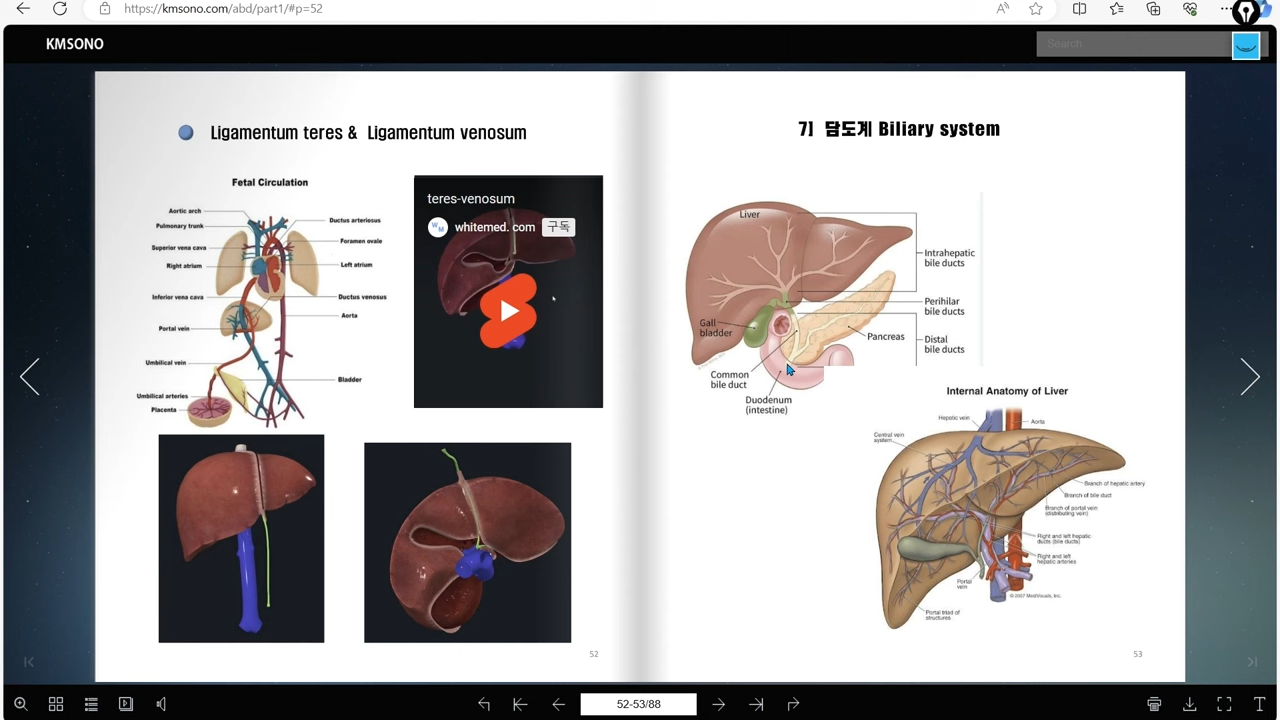 https://kmsono.com/abd/part1/#p=52
KMSONO
Search
Ligamentum teres & Ligamentum venosum
Fetal Circulation
Aortic arch
Pulmonary trunk
Superior vena cava
Right atrium
Inferior vena cava
Portal vein
Umbilical vein
Umbilical arteries
Placenta
Ductus arteriosus
Foramen ovale
Left atrium
Ductus venosus
Aorta
Bladder
teres-venosum
whitemed. com
구독
52
7] 담도계 Biliary system
Liver
Gall
bladder
Common
bile duct
Duodenum
(intestine)
Pancreas
Intrahepatic
bile ducts
Perihilar
bile ducts
Distal
bile ducts
Internal Anatomy of Liver
Hepatic vein
Aorta
Central vein
system
Branch of hepatic artery
Branch of bile duct
Branch of portal vein
(distributing vein)
Right and left hepatic
ducts (bile ducts)
Right and left
hepatic arteries
Portal
vein
© 2007 MediVisuals, Inc.
Portal triad of
structures
53
52-53/88